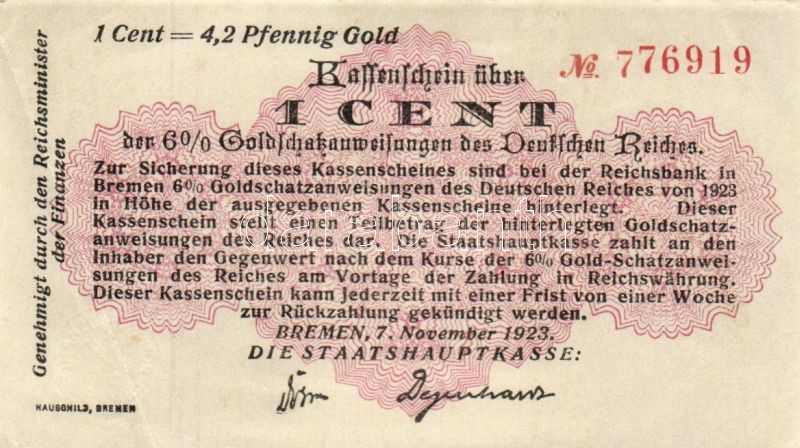 1 Cent = 4,2 Pfennig Gold
№ 776919
Kassenschein über
1 CENT
der 6% Goldschatzanweisungen des Deutschen Reiches.
Zur Sicherung dieses Kassenscheines sind bei der Reichsbank in
Bremen 6% Goldschatzanweisungen des Deutschen Reiches von 1923
in Höhe der ausgegebenen Kassenscheine hinterlegt. Dieser
Kassenschein stellt einen Teilbetrag der hinterlegten Goldschatz-
anweisungen des Reiches dar. Die Staatshauptkasse zahlt an den
Inhaber den Gegenwert nach dem Kurse der 6% Gold-Schatzanwei-
sungen des Reiches am Vortage der Zahlung in Reichswährung.
Dieser Kassenschein kann Jederzeit mit einer Frist von einer Woche
zur Rückzahlung gekündigt werden.
BREMEN, 7. November 1923.
DIE STAATSHAUPTKASSE:
Degenhardt
Genehmigt durch den Reichsminister
der Finanzen
HAUSCHILD, BREMEN